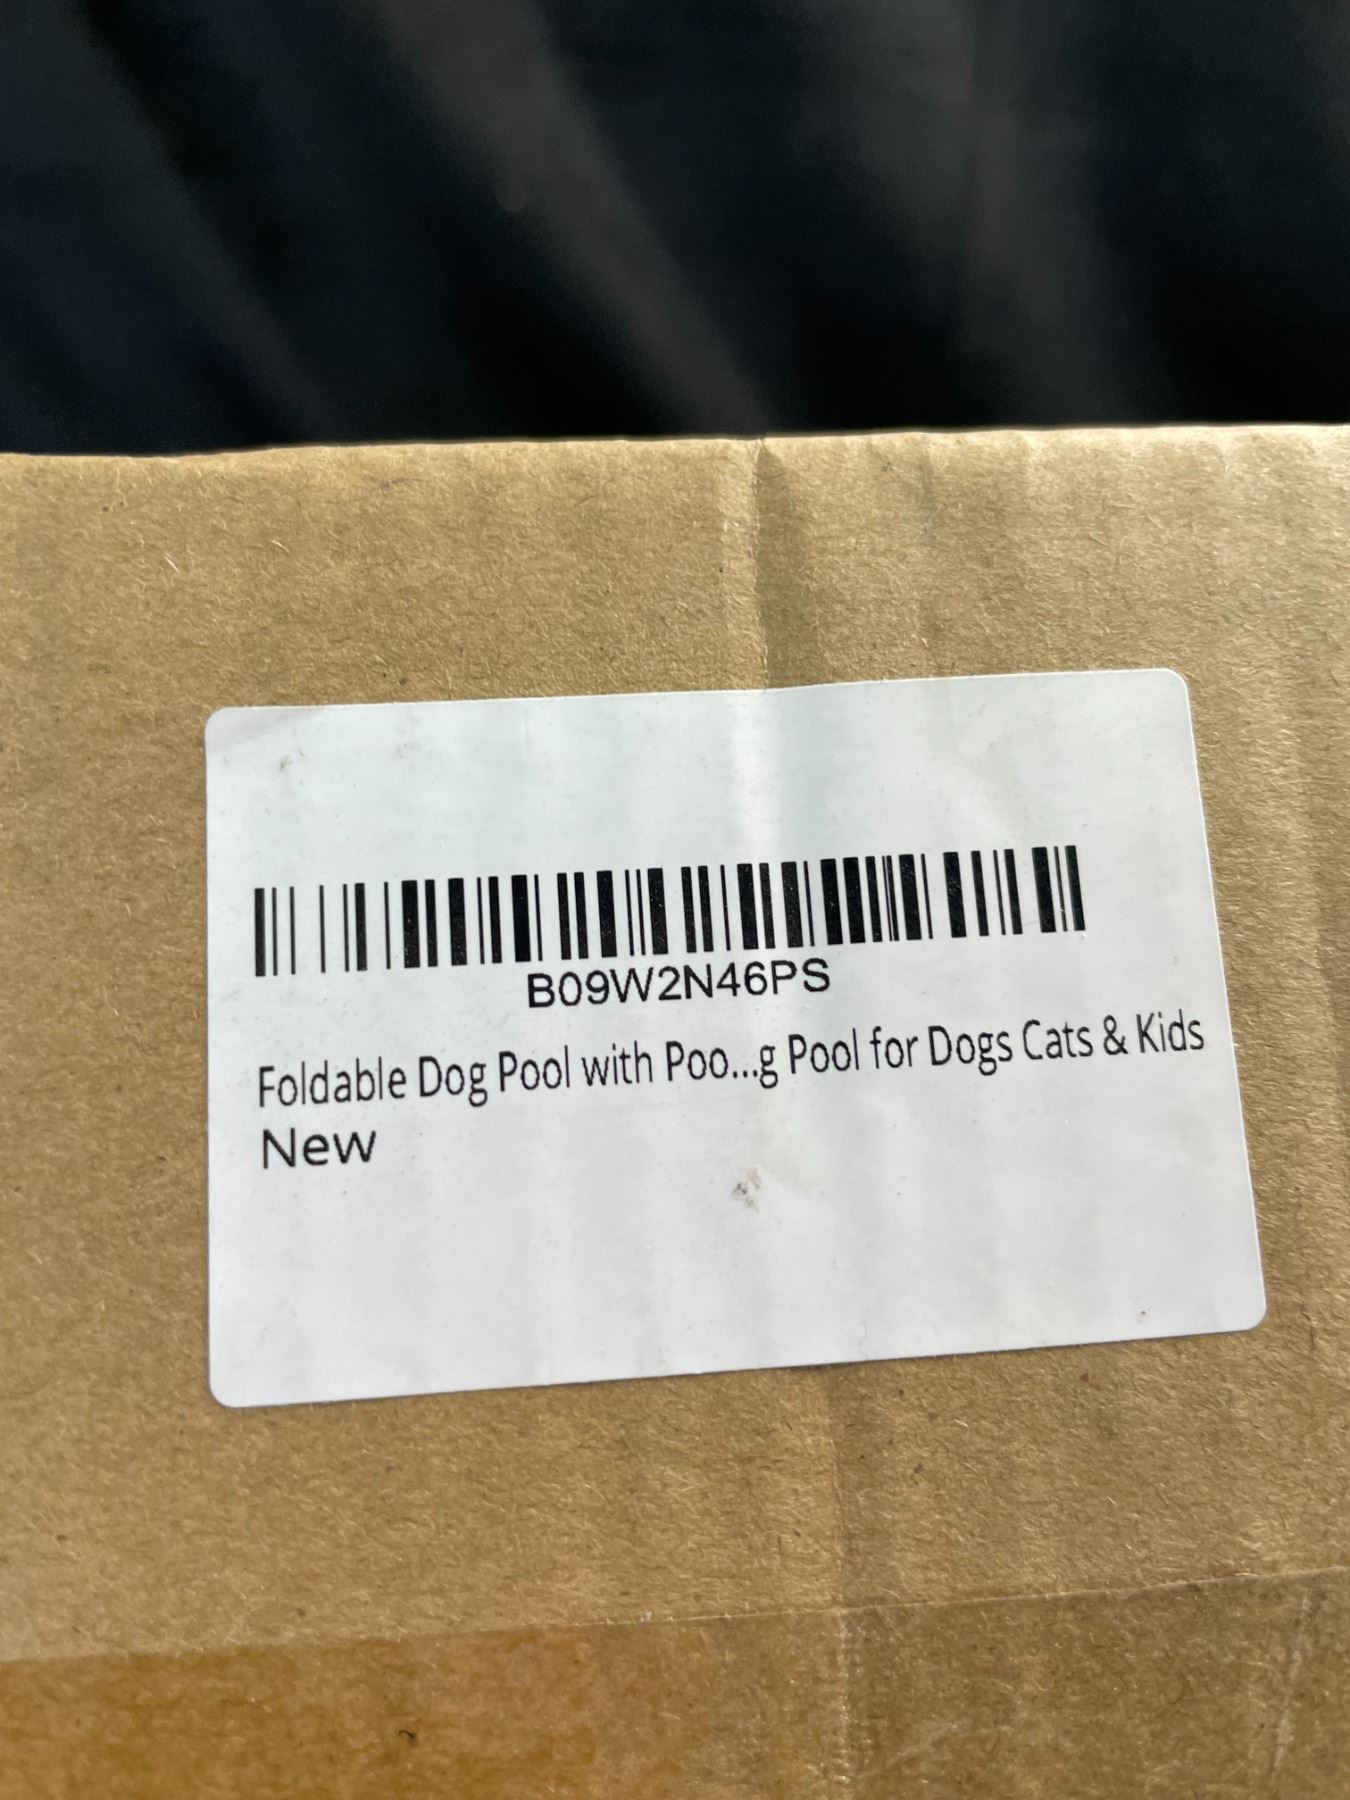 B09W2N46PS
Foldable Dog Pool with Poo...g Pool for Dogs Cats & Kids
New